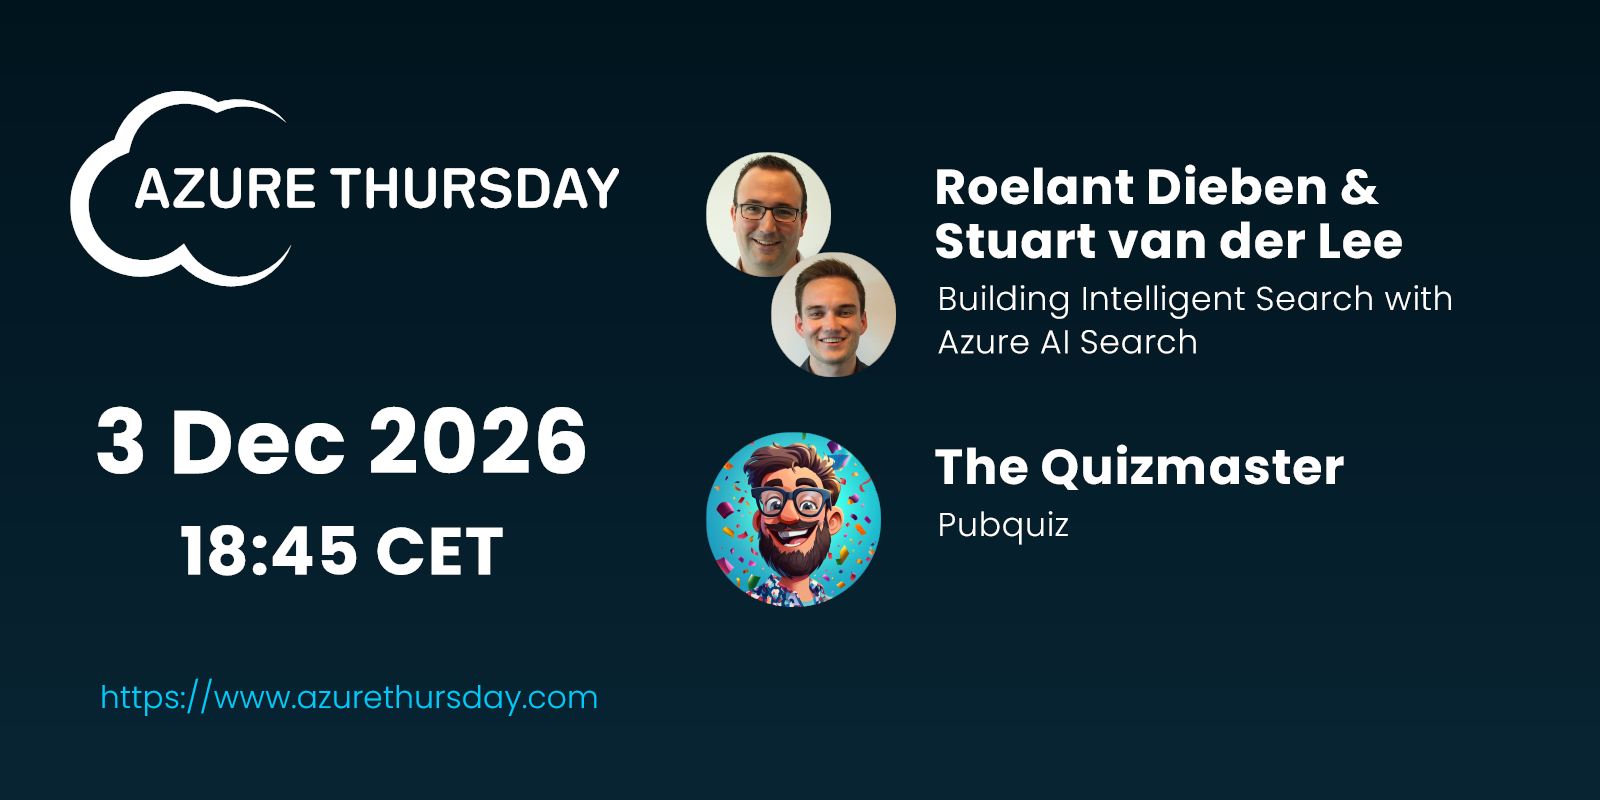 AZURE THURSDAY
3 Dec 2026
18:45 CET
https://www.azurethursday.com
Roelant Dieben &
Stuart van der Lee
Building Intelligent Search with
Azure AI Search
The Quizmaster
Pubquiz